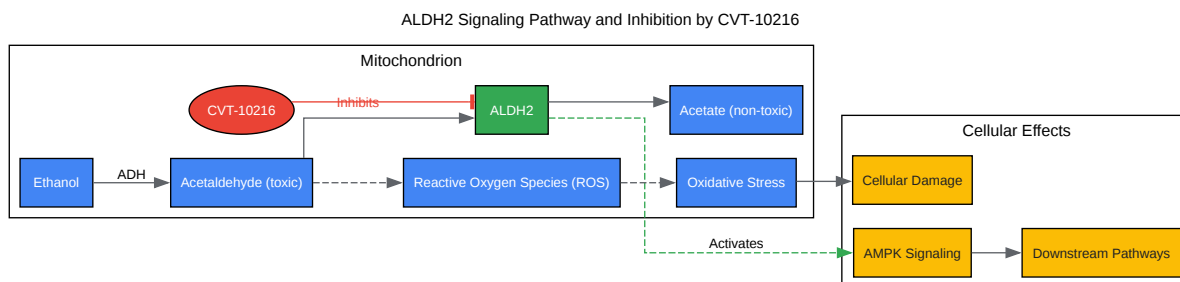 ALDH2 Signaling Pathway and Inhibition by CVT-10216
Mitochondrion
CVT-10216
Inhibits
ALDH2
Acetate (non-toxic)
Ethanol
ADH
Acetaldehyde (toxic)
Reactive Oxygen Species (ROS)
Oxidative Stress
Cellular Effects
Cellular Damage
Activates
AMPK Signaling
Downstream Pathways